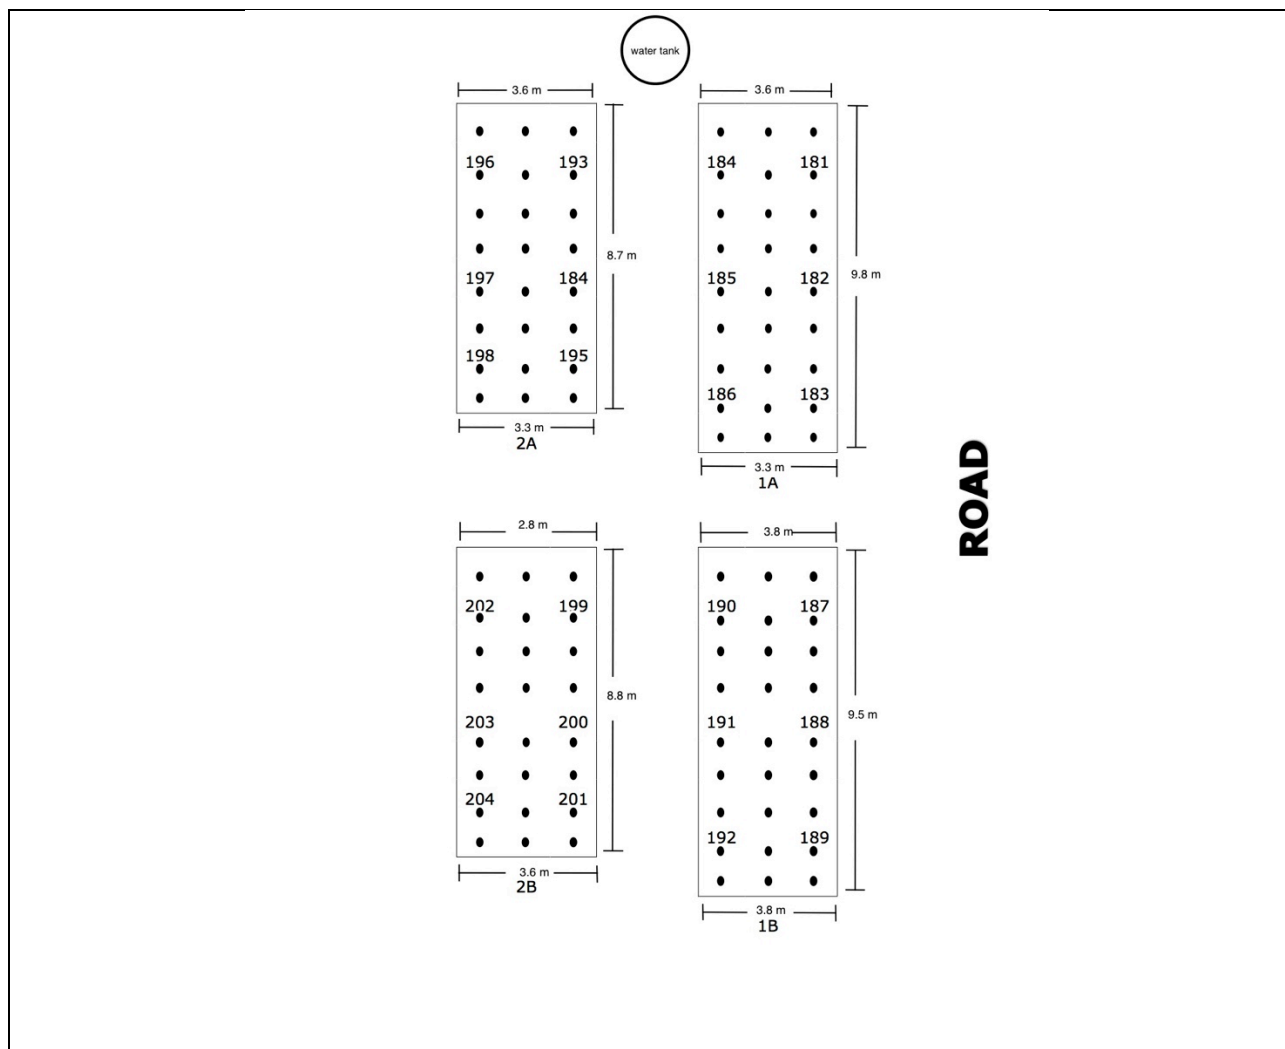 water tank
3.6 m
3.6 m
196 193
184 181
8.7 m
9.8 m
197 184
185 182
198 195
186 183
3.3 m
2A
3.3 m
1A
ROAD
2.8 m
3.8 m
202 199
190 187
8.8 m
9.5 m
203 200
191 188
204 201
192 189
3.6 m
2B
3.8 m
1B